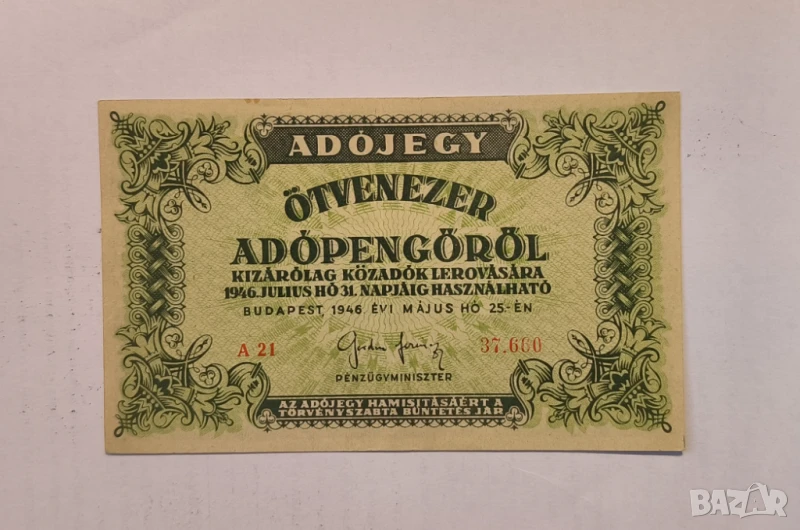 ADÓJEGY
ÖTVENEZER
ADÓPENGŐRŐL
KIZÁRÓLAG KÖZADÓK LEROVÁSÁRA
1946. JULIUS HÓ 31. NAPJÁIG HASZNÁLHATÓ
BUDAPEST, 1946. ÉVI MÁJUS HÓ 25.-ÉN
A 21
37.660
PÉNZÜGYMINISZTER
AZ ADÓJEGY HAMISITÁSÁÉRT A
TÖRVÉNYSZABTA BÜNTETÉS JÁR
BAZAR